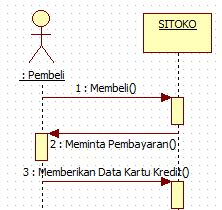 SITOKO
: Pembeli
1 : Membeli()
2 : Meminta Pembayaran()
3 : Memberikan Data Kartu Kredit()